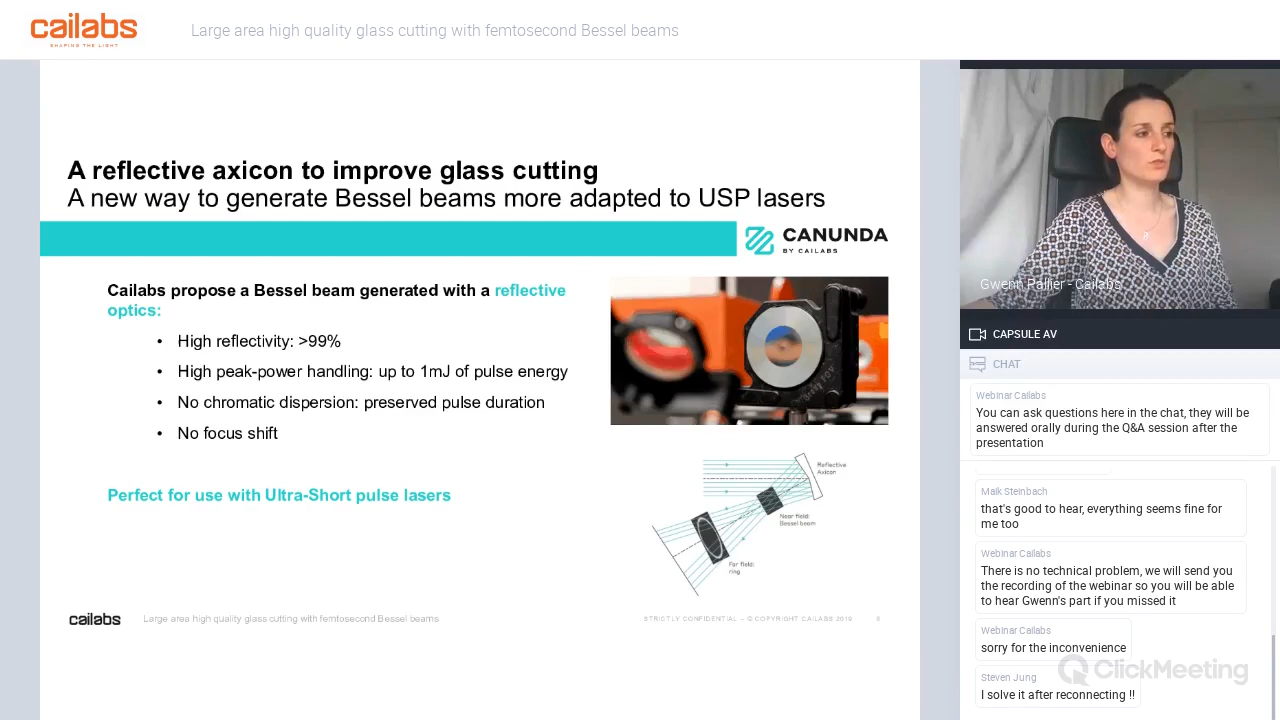 cailabs
SHAPING THE LIGHT
Large area high quality glass cutting with femtosecond Bessel beams
A reflective axicon to improve glass cutting
A new way to generate Bessel beams more adapted to USP lasers
CANUNDA
BY CAILABS
Cailabs propose a Bessel beam generated with a reflective
optics:
• High reflectivity: >99%
• High peak-power handling: up to 1mJ of pulse energy
• No chromatic dispersion: preserved pulse duration
• No focus shift
Perfect for use with Ultra-Short pulse lasers
Reflective
Axicon
Near field:
Bessel beam
Far field:
ring
cailabs
Large area high quality glass cutting with femtosecond Bessel beams
STRICTLY CONFIDENTIAL – © COPYRIGHT CAILABS 2019
Gwenn Pallier - Cailabs
CAPSULE AV
CHAT
Webinar Cailabs
You can ask questions here in the chat, they will be
answered orally during the Q&A session after the
presentation
Maik Steinbach
that's good to hear, everything seems fine for
me too
Webinar Cailabs
There is no technical problem, we will send you
the recording of the webinar so you will be able
to hear Gwenn's part if you missed it
Webinar Cailabs
sorry for the inconvenience
ClickMeeting
Steven Jung
I solve it after reconnecting !!